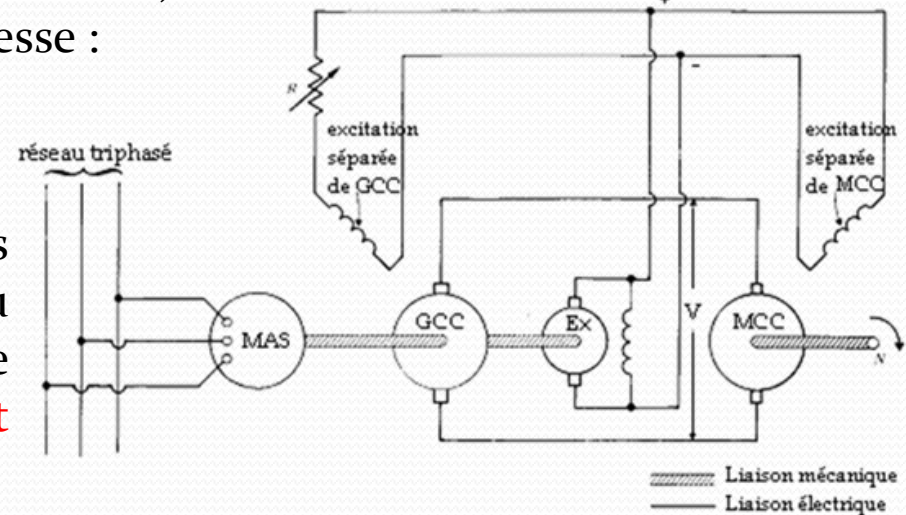 esse :
+
-
R
excitation
séparée
de GCC
excitation
séparée
de MCC
réseau triphasé
s
u
e
t
MAS
GCC
Ex
V
MCC
N
Liaison mécanique
Liaison électrique